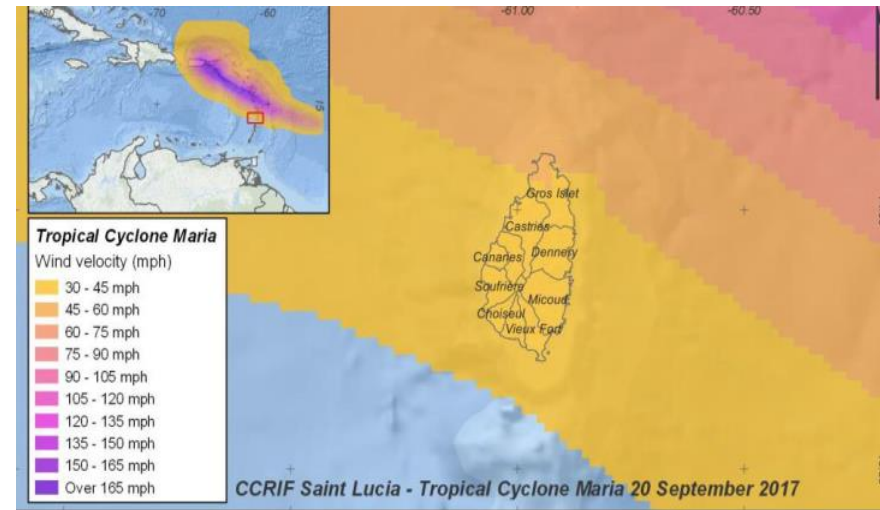 -80
-70
-60
15
-61.00
-60.50
Gros Islet
Castries
Dennery
Canaries
Soufrière
Micoud
Choiseul
Vieux Fort
Tropical Cyclone Maria
Wind velocity (mph)
30 - 45 mph
45 - 60 mph
60 - 75 mph
75 - 90 mph
90 - 105 mph
105 - 120 mph
120 - 135 mph
135 - 150 mph
150 - 165 mph
Over 165 mph
CCRIF Saint Lucia - Tropical Cyclone Maria 20 September 2017